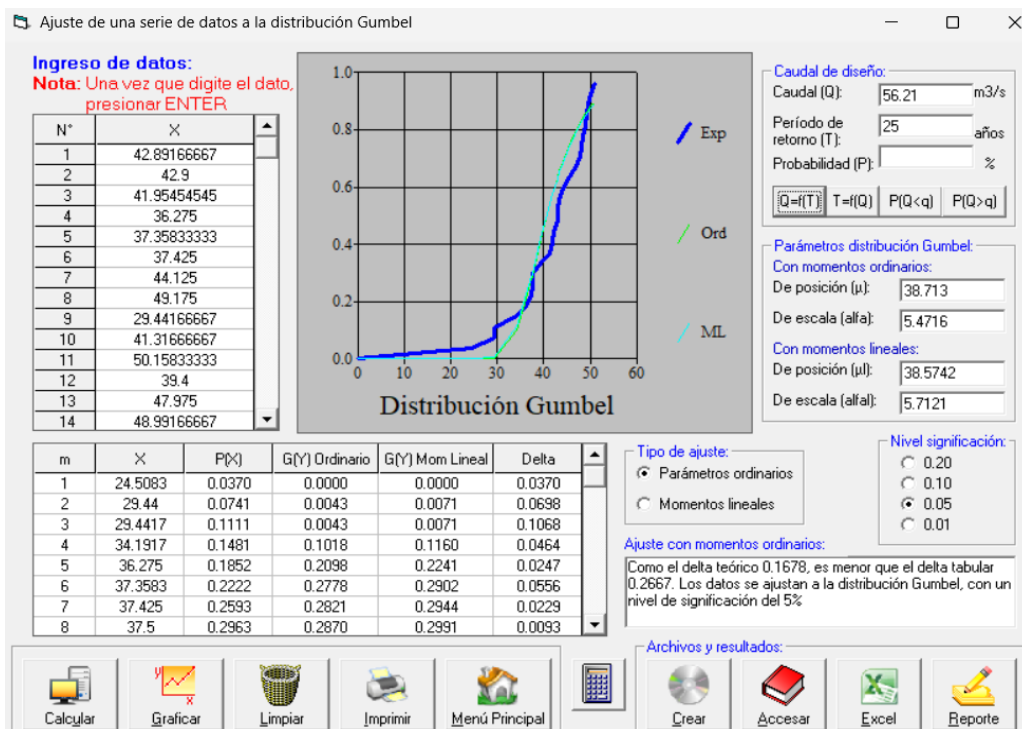 Ajuste de una serie de datos a la distribución Gumbel
Ingreso de datos:
Nota: Una vez que digite el dato,
presionar ENTER
N° X
1 42.89166667
2 42.9
3 41.95454545
4 36.275
5 37.35833333
6 37.425
7 44.125
8 49.175
9 29.44166667
10 41.31666667
11 50.15833333
12 39.4
13 47.975
14 48.99166667
1.0
0.8
0.6
0.4
0.2
0.0
0 10 20 30 40 50 60
Exp
Ord
ML
Distribución Gumbel
Caudal de diseño:
Caudal (Q): 56.21 m3/s
Período de
retorno (T): 25 años
Probabilidad (P): %
Q=f(T) T=f(Q) P(Q<q) P(Q>q)
Parámetros distribución Gumbel:
Con momentos ordinarios:
De posición (µ): 38.713
De escala (alfa): 5.4716
Con momentos lineales:
De posición (µl): 38.5742
De escala (alfal): 5.7121
m X P(X) G(Y) Ordinario G(Y) Mom Lineal Delta
1 24.5083 0.0370 0.0000 0.0000 0.0370
2 29.44 0.0741 0.0043 0.0071 0.0698
3 29.4417 0.1111 0.0043 0.0071 0.1068
4 34.1917 0.1481 0.1018 0.1160 0.0464
5 36.275 0.1852 0.2098 0.2241 0.0247
6 37.3583 0.2222 0.2778 0.2902 0.0556
7 37.425 0.2593 0.2821 0.2944 0.0229
8 37.5 0.2963 0.2870 0.2991 0.0093
Tipo de ajuste:
Parámetros ordinarios
Momentos lineales
Nivel significación:
0.20
0.10
0.05
0.01
Ajuste con momentos ordinarios:
Como el delta teórico 0.1678, es menor que el delta tabular
0.2667. Los datos se ajustan a la distribución Gumbel, con un
nivel de significación del 5%
Calcular
Graficar
Limpiar
Imprimir
Menú Principal
Archivos y resultados:
Crear
Accesar
Excel
Reporte